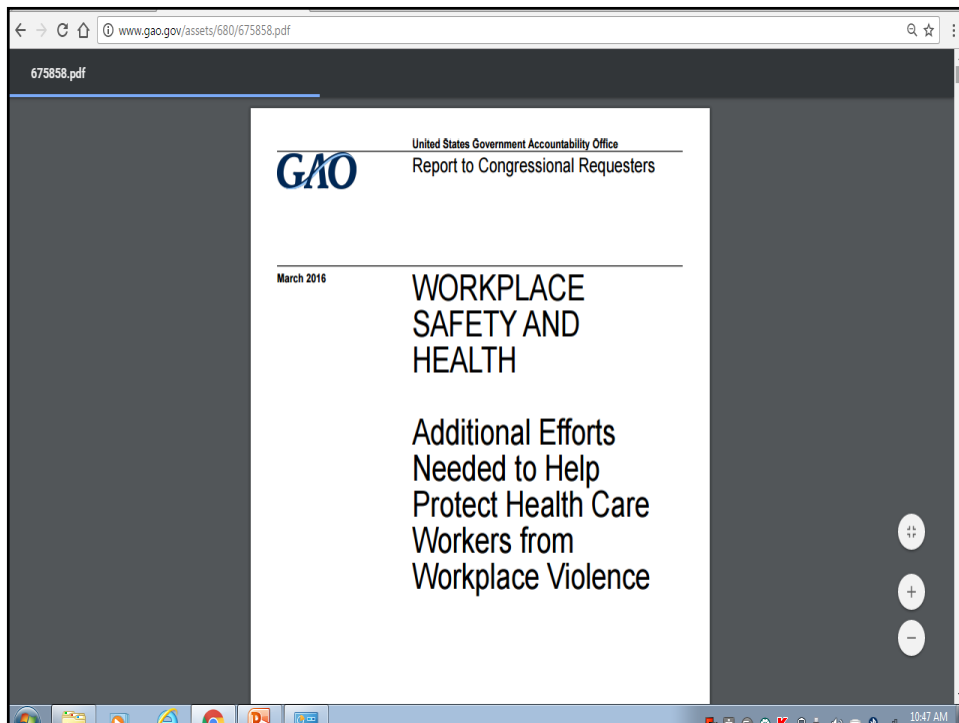 www.gao.gov/assets/680/675858.pdf
675858.pdf
United States Government Accountability Office
GAO
Report to Congressional Requesters
March 2016
WORKPLACE
SAFETY AND
HEALTH
Additional Efforts
Needed to Help
Protect Health Care
Workers from
Workplace Violence
10:47 AM